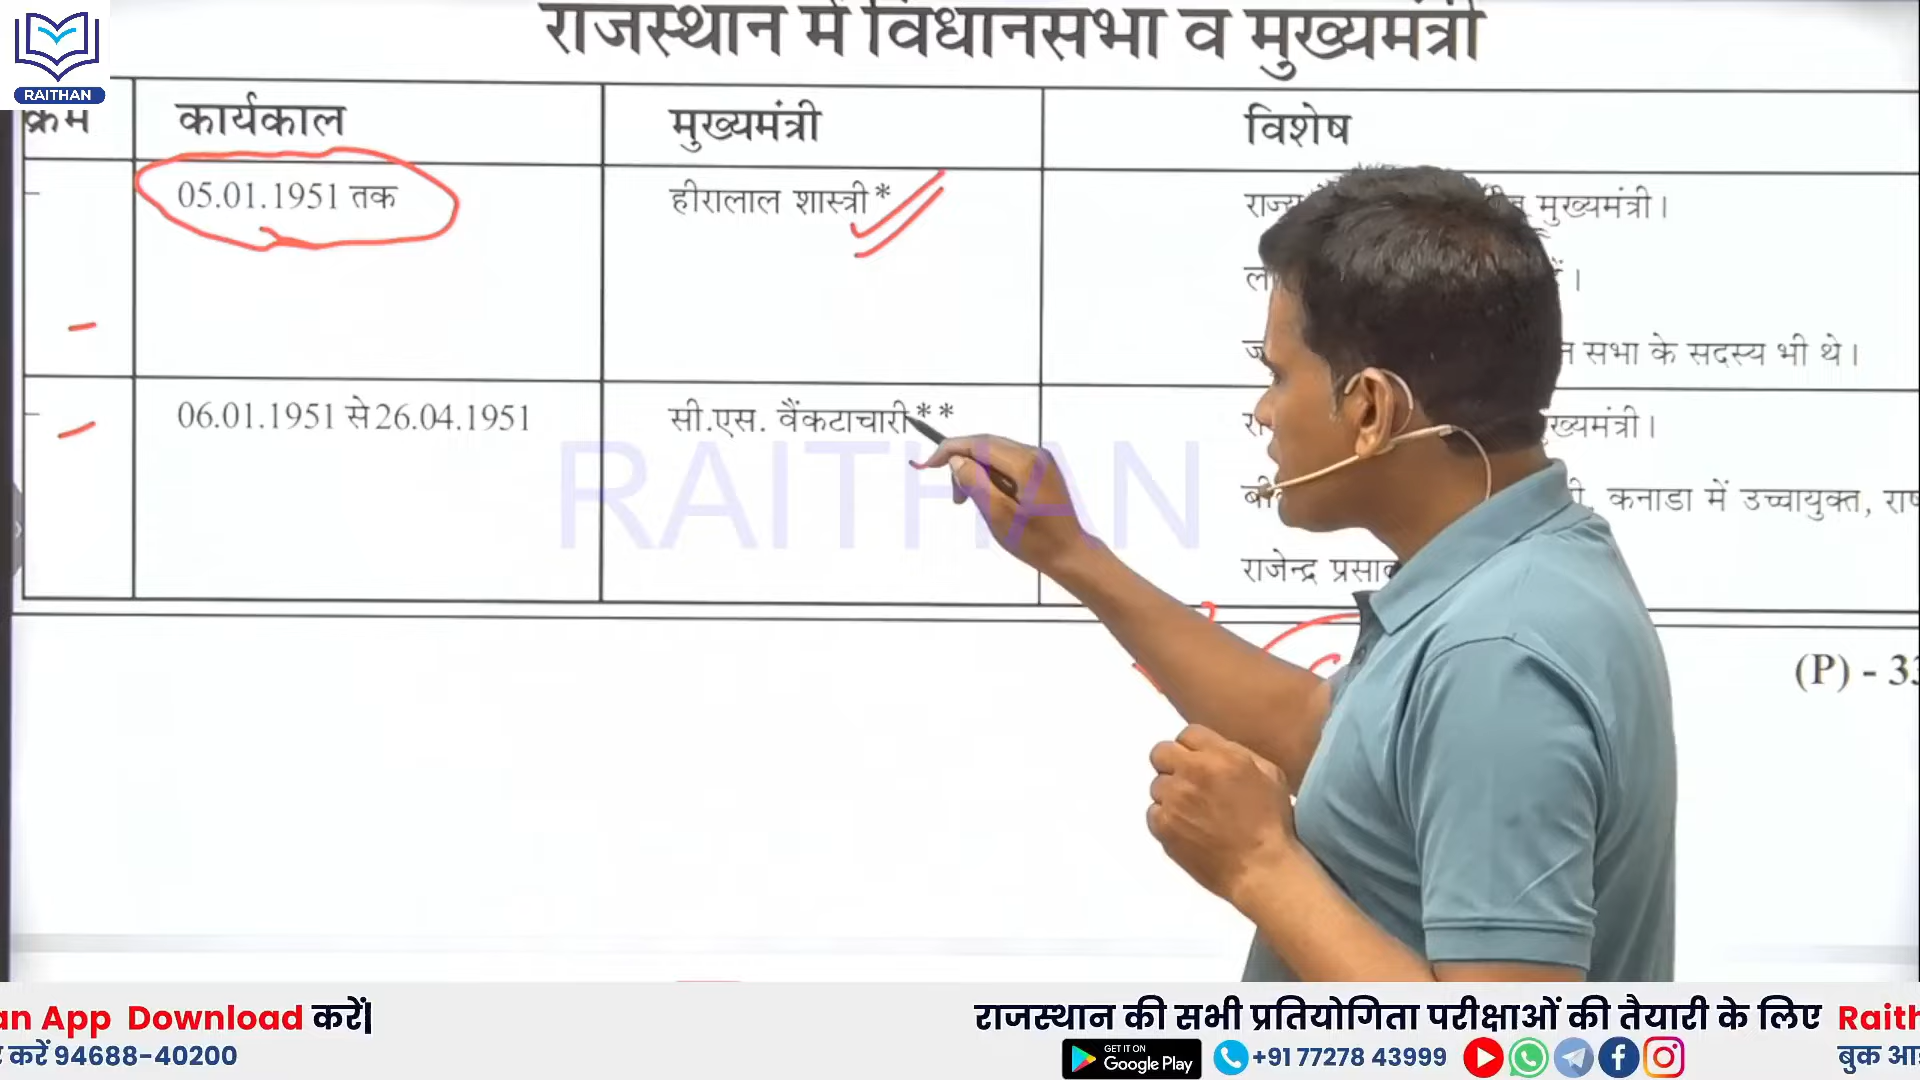 राजस्थान में विधानसभा व मुख्यमंत्री
RAITHAN
क्रम कार्यकाल मुख्यमंत्री विशेष
05.01.1951 तक हीरालाल शास्त्री* मुख्यमंत्री।
सभा के सदस्य भी थे।
06.01.1951 से 26.04.1951 सी.एस. वैंकटाचारी**
RAITHAN
कनाडा में उच्चायुक्त,
राजेन्द्र
(P) - 33
App Download करें|
राजस्थान की सभी प्रतियोगिता परीक्षाओं की तैयारी के लिए
करें 94688-40200
GET IT ON
Google Play
+91 77278 43999
बुक